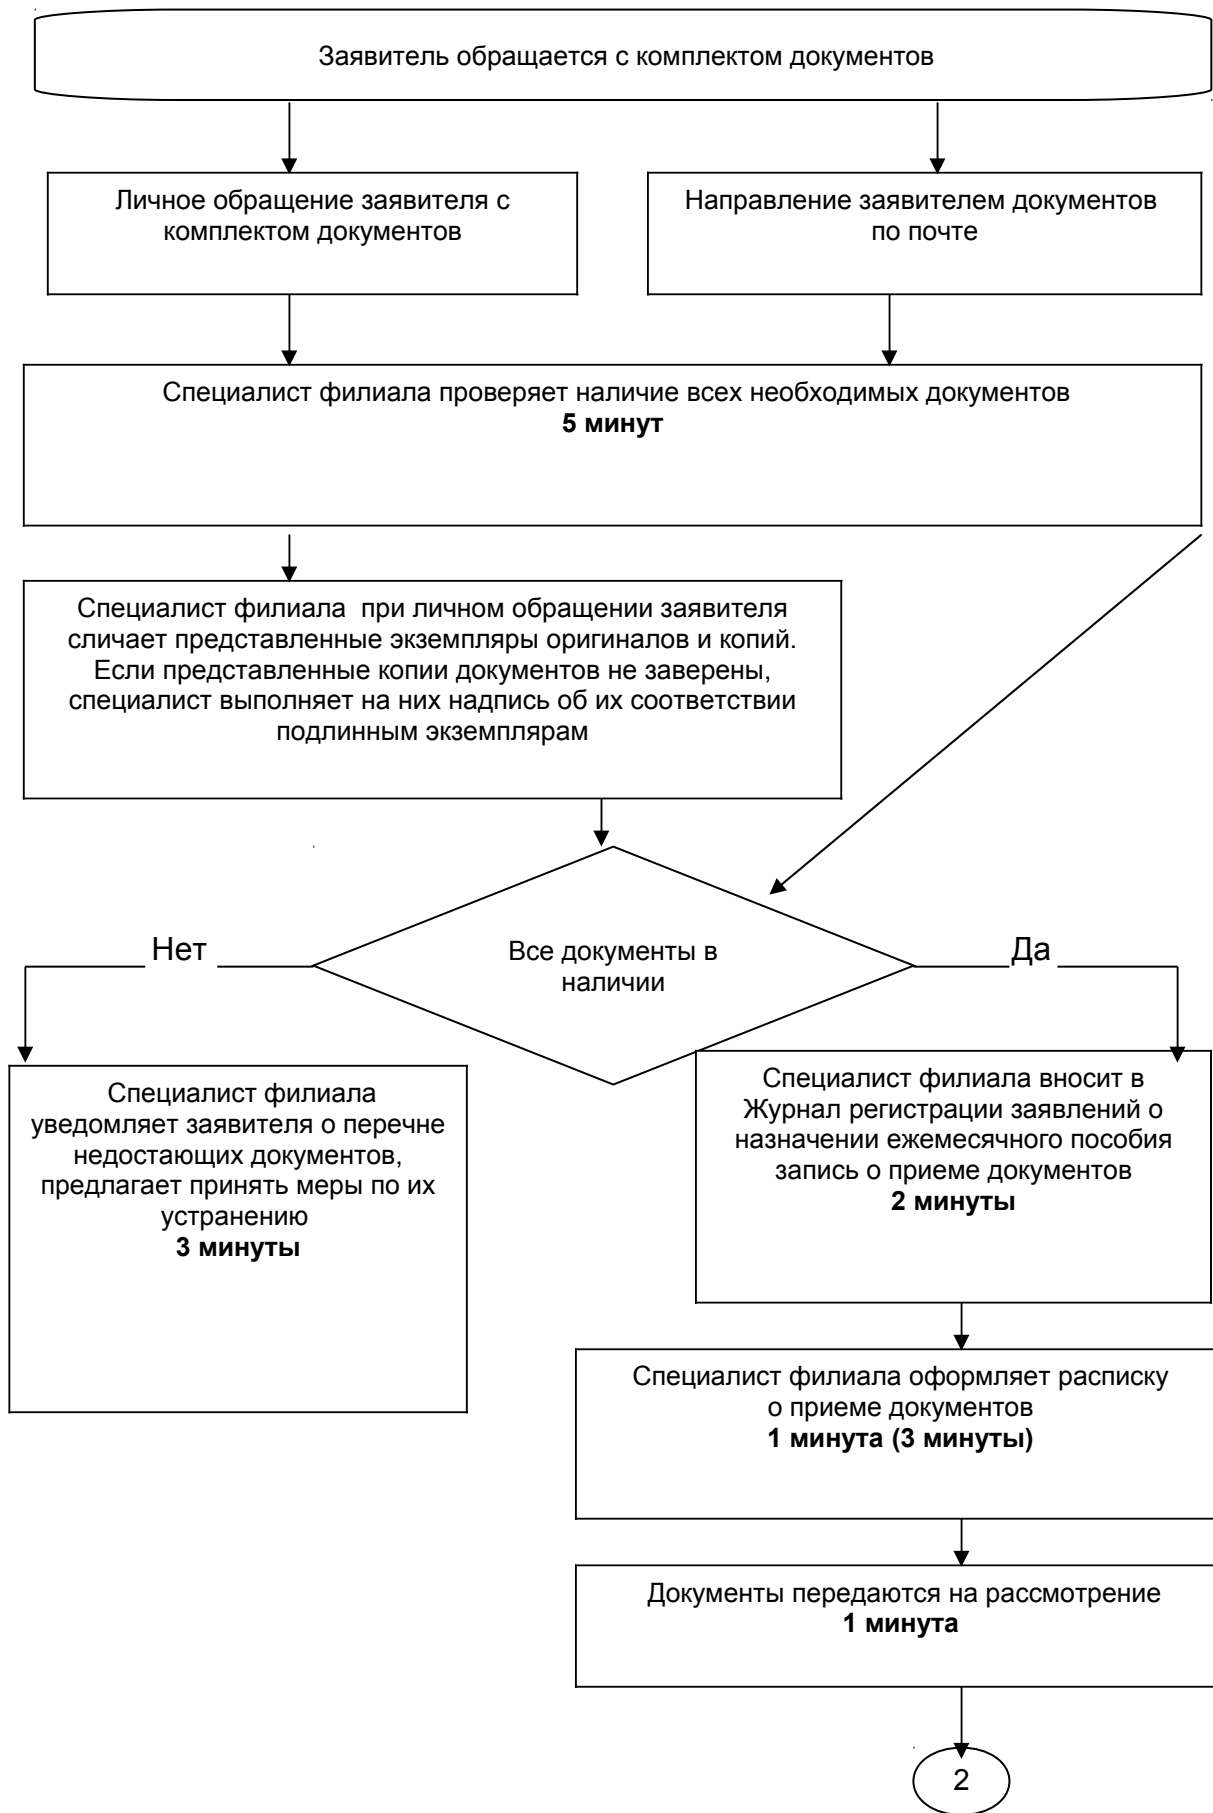 Заявитель обращается с комплектом документов
Личное обращение заявителя с
комплектом документов
Направление заявителем документов
по почте
Специалист филиала проверяет наличие всех необходимых документов
5 минут
Специалист филиала при личном обращении заявителя
сличает представленные экземпляры оригиналов и копий.
Если представленные копии документов не заверены,
специалист выполняет на них надпись об их соответствии
подлинным экземплярам
Нет
Все документы в
наличии
Да
Специалист филиала
уведомляет заявителя о перечне
недостающих документов,
предлагает принять меры по их
устранению
3 минуты
Специалист филиала вносит в
Журнал регистрации заявлений о
назначении ежемесячного пособия
запись о приеме документов
2 минуты
Специалист филиала оформляет расписку
о приеме документов
1 минута (3 минуты)
Документы передаются на рассмотрение
1 минута
2